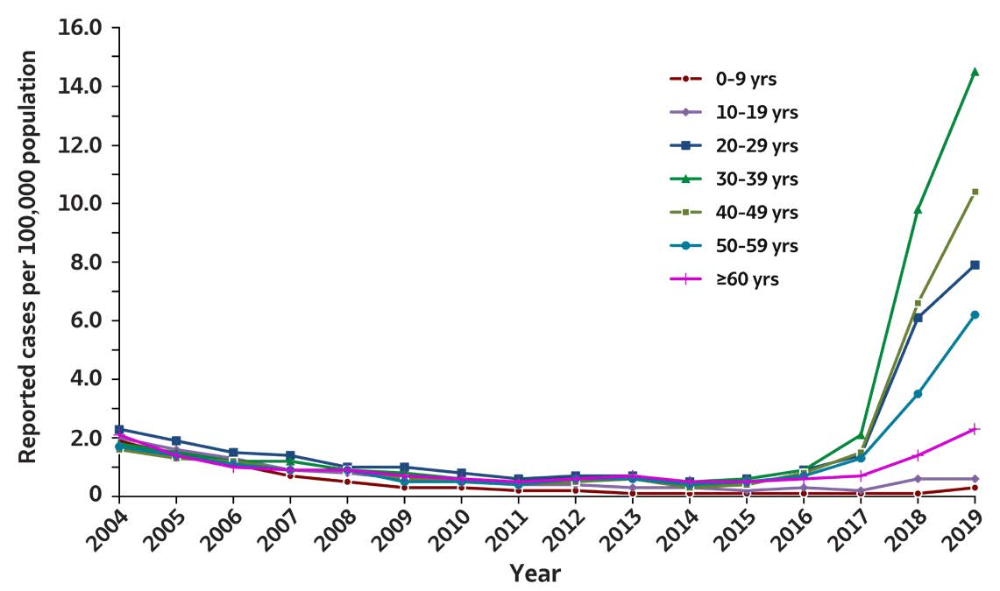 Reported cases per 100,000 population
16.0
14.0
12.0
10.0
8.0
6.0
4.0
2.0
0
0–9 yrs
10–19 yrs
20–29 yrs
30–39 yrs
40–49 yrs
50–59 yrs
≥60 yrs
2004 2005 2006 2007 2008 2009 2010 2011 2012 2013 2014 2015 2016 2017 2018 2019
Year